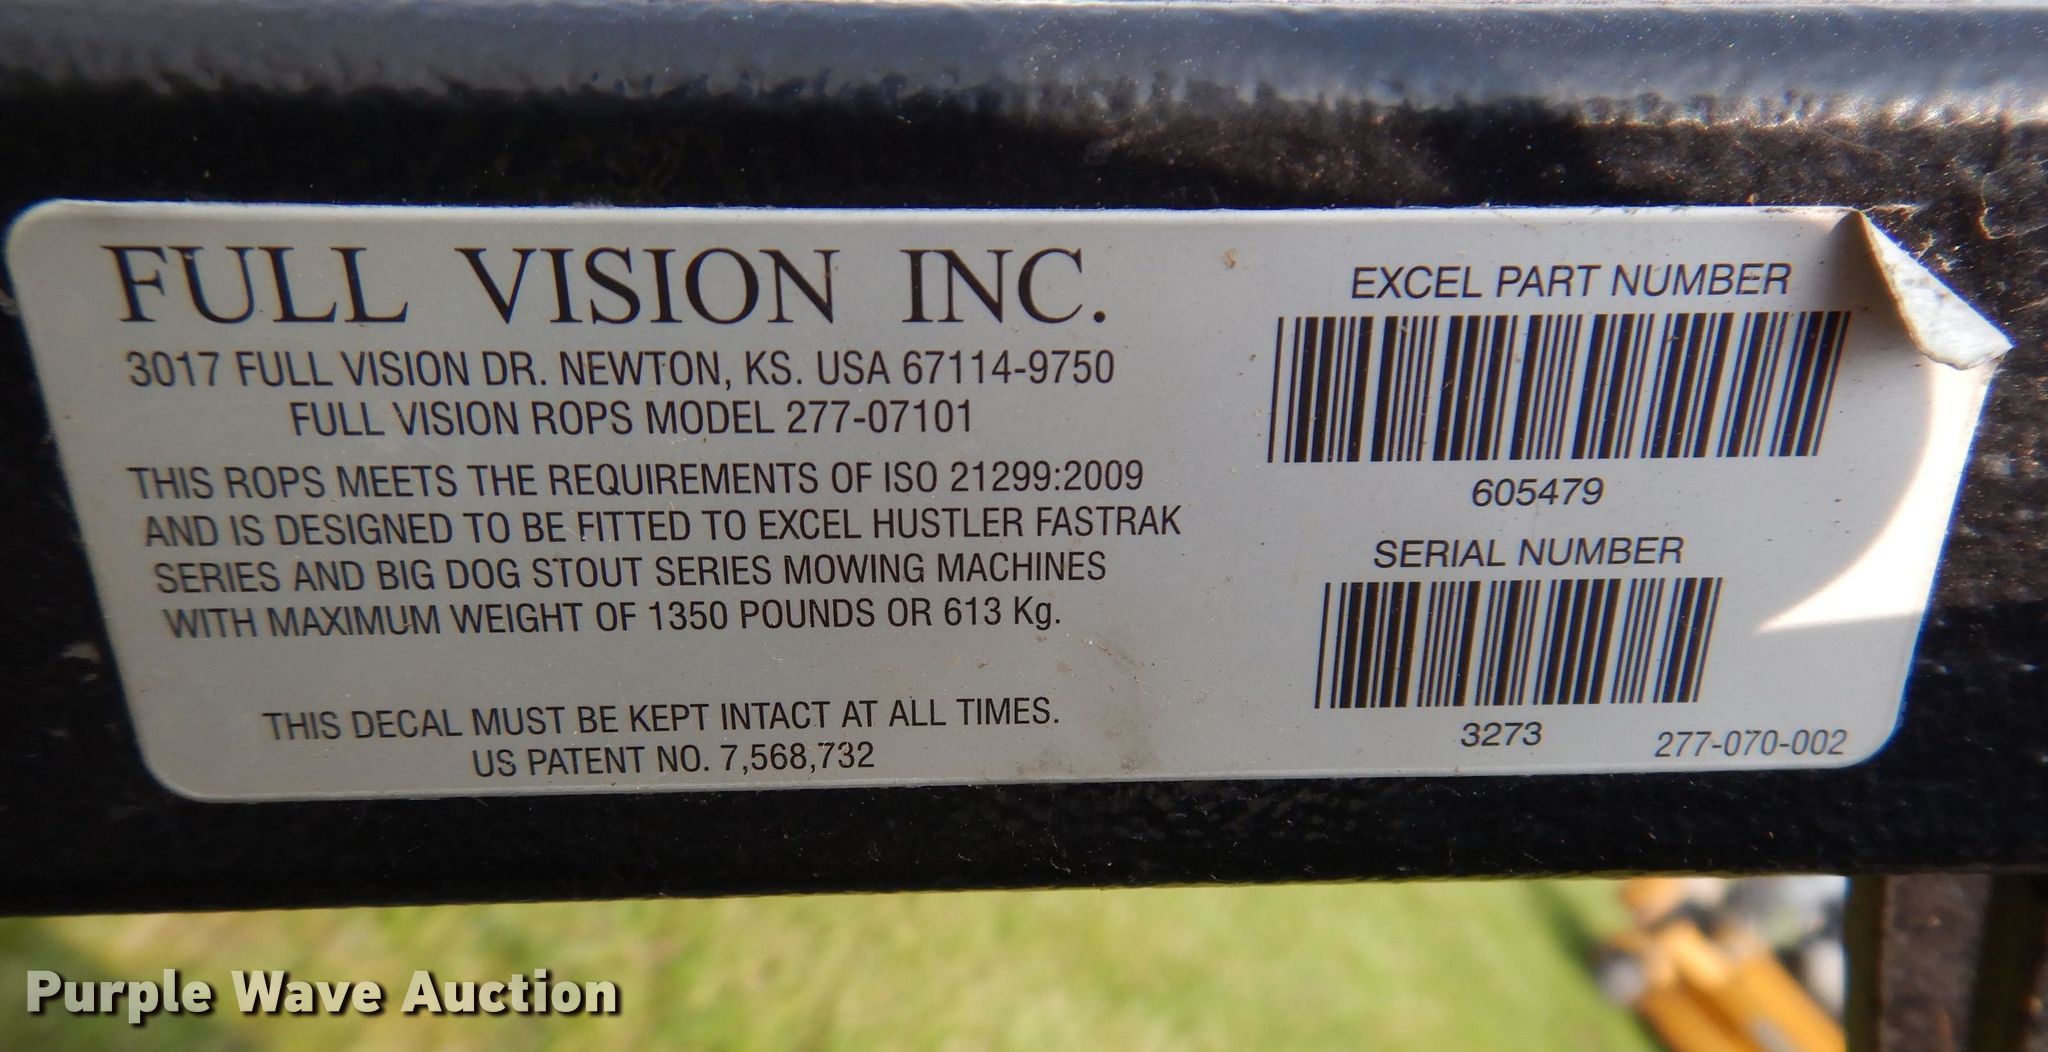 FULL VISION INC.
3017 FULL VISION DR. NEWTON, KS. USA 67114-9750
FULL VISION ROPS MODEL 277-07101
THIS ROPS MEETS THE REQUIREMENTS OF ISO 21299:2009
AND IS DESIGNED TO BE FITTED TO EXCEL HUSTLER FASTRAK
SERIES AND BIG DOG STOUT SERIES MOWING MACHINES
WITH MAXIMUM WEIGHT OF 1350 POUNDS OR 613 Kg.
THIS DECAL MUST BE KEPT INTACT AT ALL TIMES.
US PATENT NO. 7,568,732
EXCEL PART NUMBER
605479
SERIAL NUMBER
3273
277-070-002
Purple Wave Auction